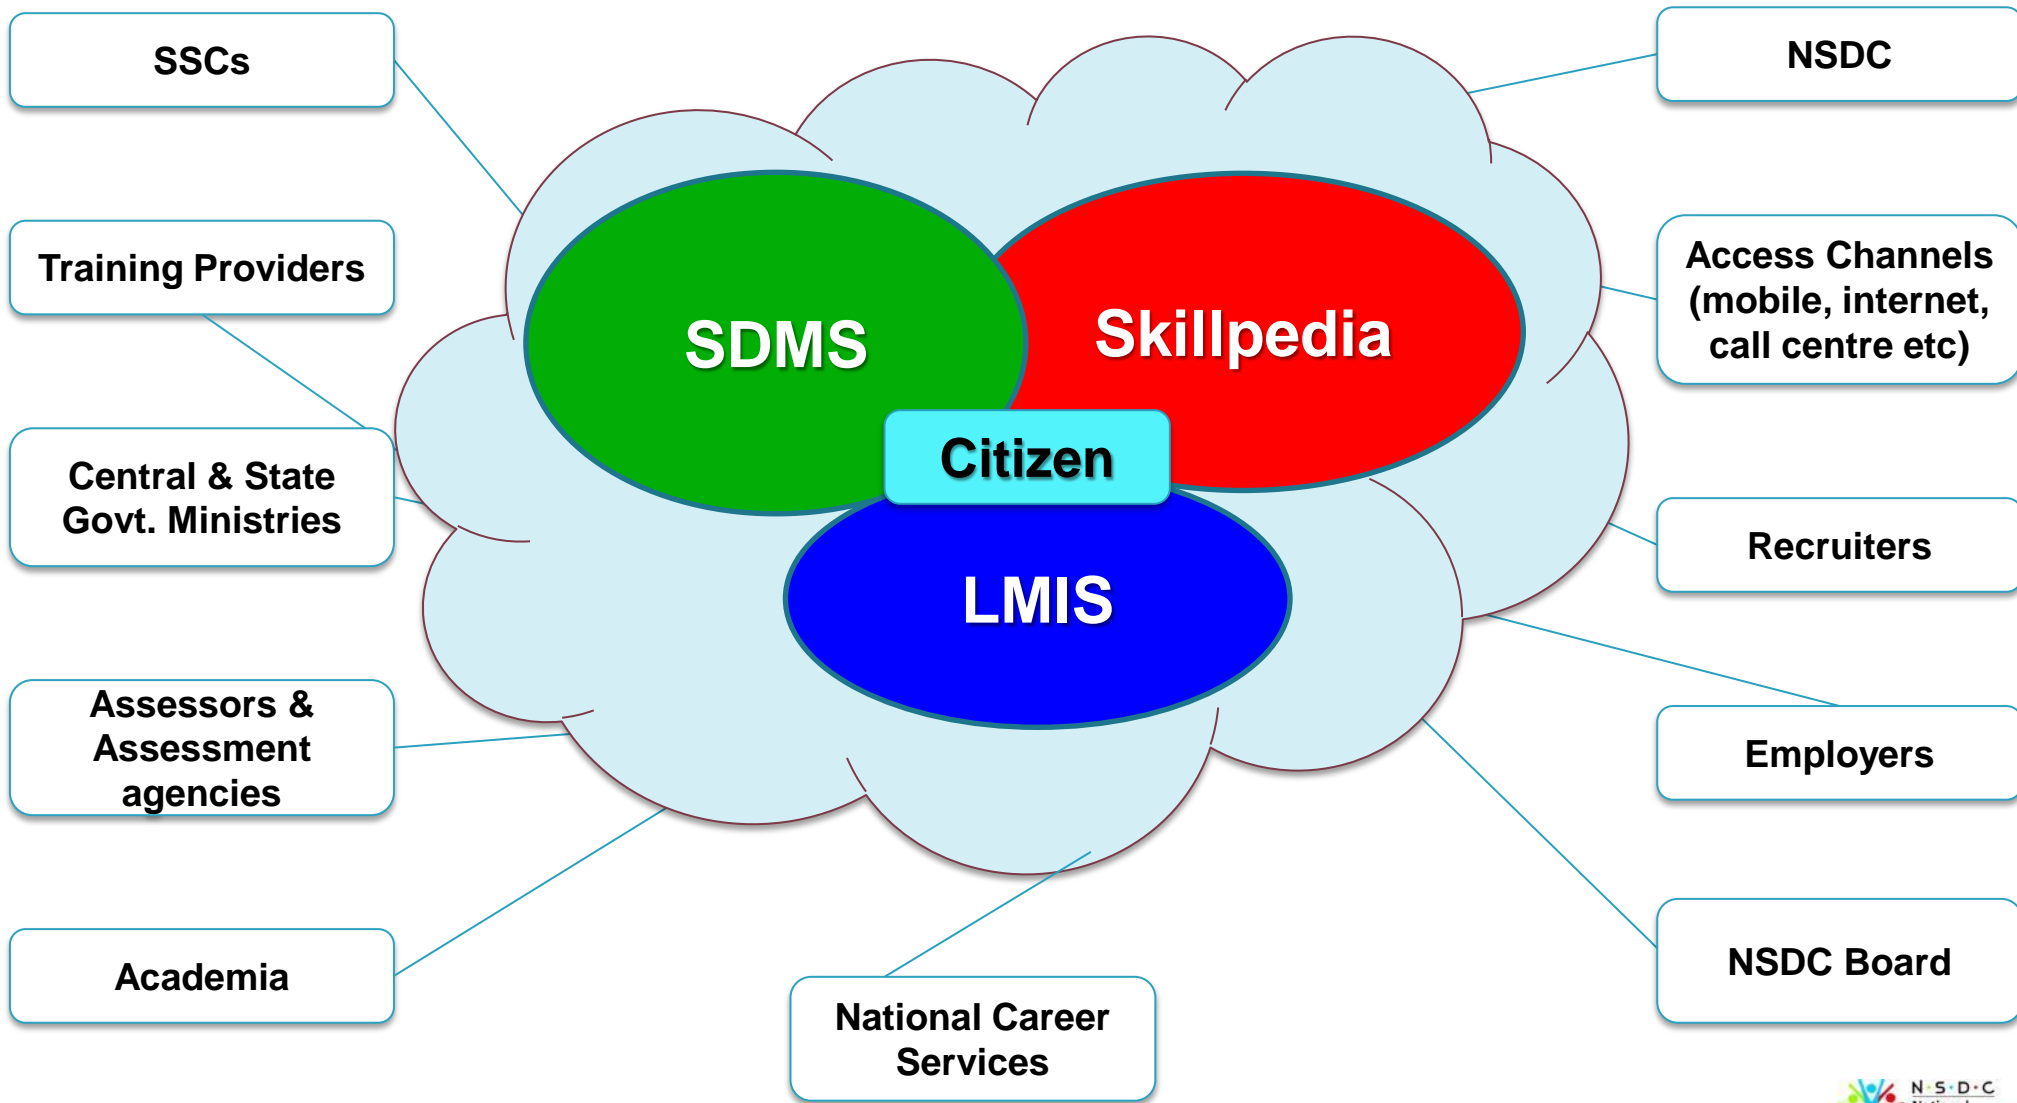 SSCs
NSDC
Training Providers
Access Channels
(mobile, internet,
call centre etc)
SDMS
Skillpedia
Citizen
Central & State
Govt. Ministries
Recruiters
LMIS
Assessors &
Assessment
agencies
Employers
Academia
NSDC Board
National Career
Services
N·S·D·C